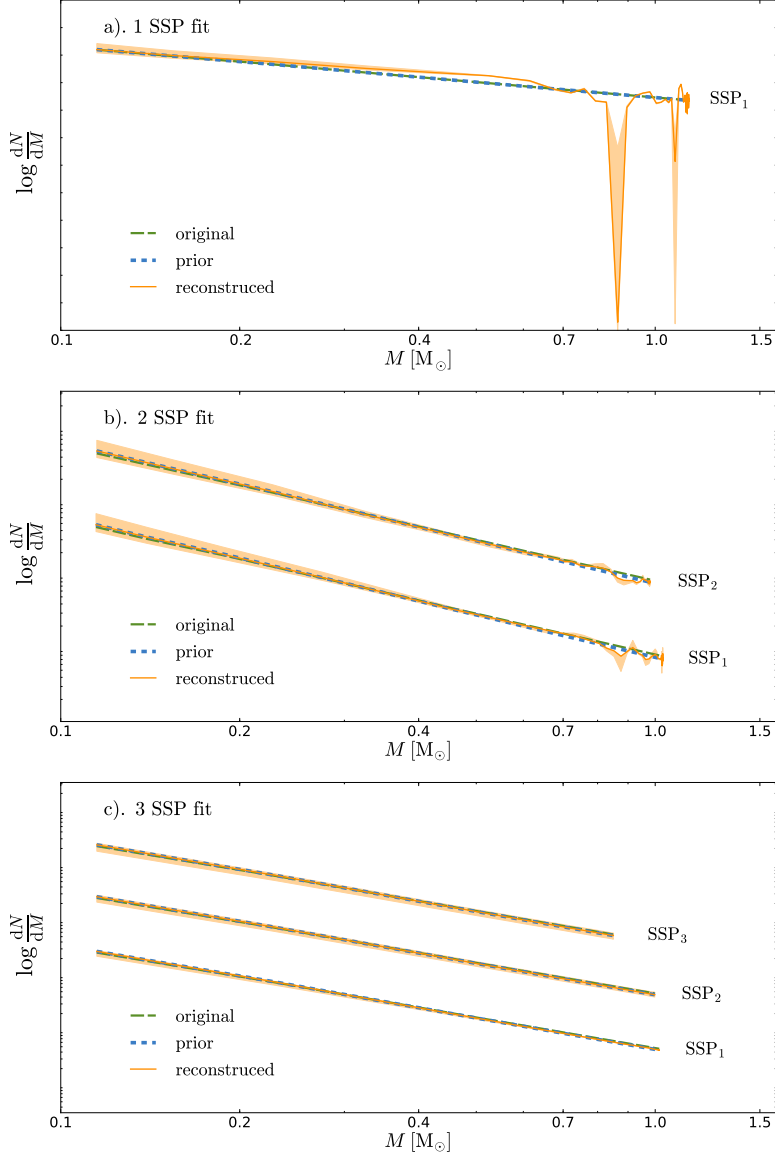 a). 1 SSP fit
SSP₁
log dN/dM
original
prior
reconstruced
0.1 0.2 0.4 0.7 1.0 1.5
M [M☉]
b). 2 SSP fit
SSP₂
log dN/dM
original
prior
SSP₁
reconstruced
0.1 0.2 0.4 0.7 1.0 1.5
M [M☉]
c). 3 SSP fit
SSP₃
log dN/dM
SSP₂
original
prior
SSP₁
reconstruced
0.1 0.2 0.4 0.7 1.0 1.5
M [M☉]